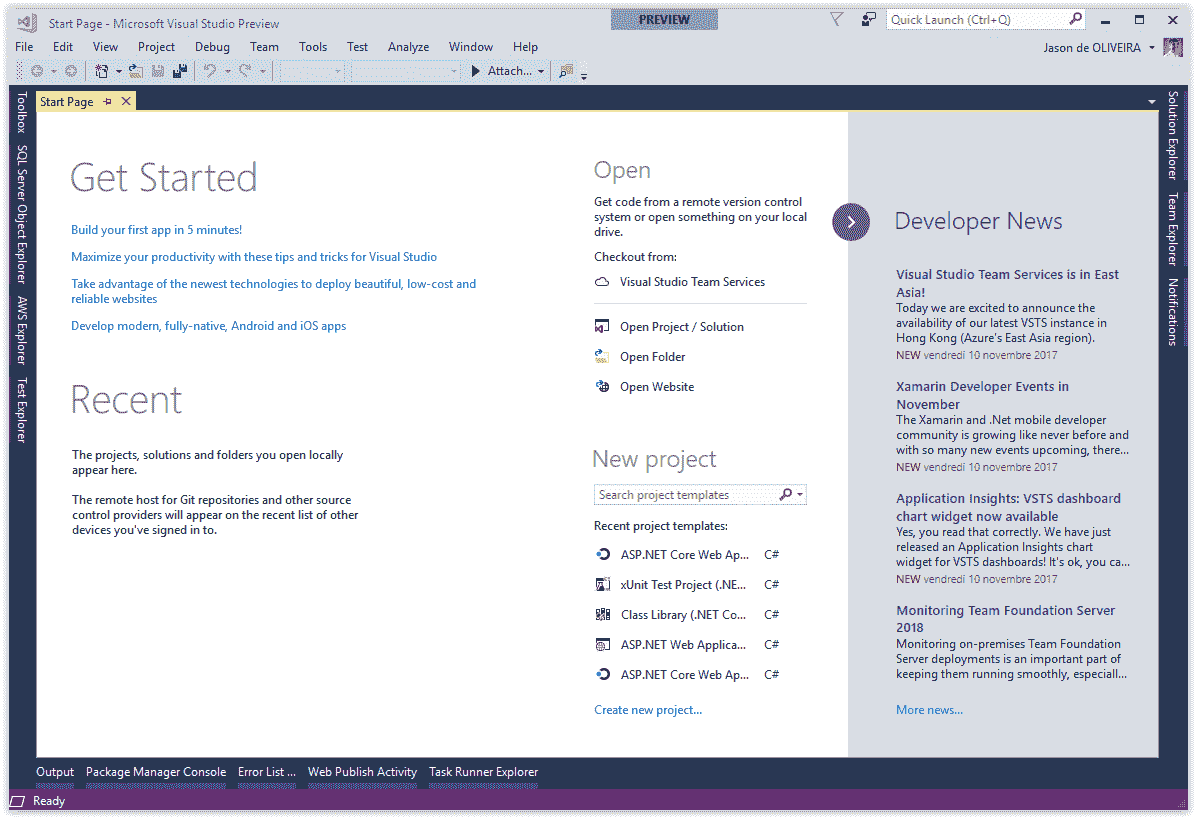 Start Page - Microsoft Visual Studio Preview
PREVIEW
Quick Launch (Ctrl+Q)
File Edit View Project Debug Team Tools Test Analyze Window Help
Jason de OLIVEIRA
Attach...
Toolbox
SQL Server Object Explorer
AWS Explorer
Test Explorer
Start Page
Get Started
Build your first app in 5 minutes!
Maximize your productivity with these tips and tricks for Visual Studio
Take advantage of the newest technologies to deploy beautiful, low-cost and
reliable websites
Develop modern, fully-native, Android and iOS apps
Recent
The projects, solutions and folders you open locally
appear here.
The remote host for Git repositories and other source
control providers will appear on the recent list of other
devices you've signed in to.
Open
Get code from a remote version control
system or open something on your local
drive.
Checkout from:
Visual Studio Team Services
Open Project / Solution
Open Folder
Open Website
New project
Search project templates
Recent project templates:
ASP.NET Core Web Ap... C#
xUnit Test Project (.NE... C#
Class Library (.NET Co... C#
ASP.NET Web Applica... C#
ASP.NET Core Web Ap... C#
Create new project...
Developer News
Visual Studio Team Services is in East
Asia!
Today we are excited to announce the
availability of our latest VSTS instance in
Hong Kong (Azure's East Asia region).
NEW vendredi 10 novembre 2017
Xamarin Developer Events in
November
The Xamarin and .Net mobile developer
community is growing like never before and
with so many new events upcoming, there...
NEW vendredi 10 novembre 2017
Application Insights: VSTS dashboard
chart widget now available
Yes, you read that correctly. We have just
released an Application Insights chart
widget for VSTS dashboards! It's ok, you ca...
NEW vendredi 10 novembre 2017
Monitoring Team Foundation Server
2018
Monitoring on-premises Team Foundation
Server deployments is an important part of
keeping them running smoothly, especiall...
More news...
Solution Explorer
Team Explorer
Notifications
Output Package Manager Console Error List ... Web Publish Activity Task Runner Explorer
Ready